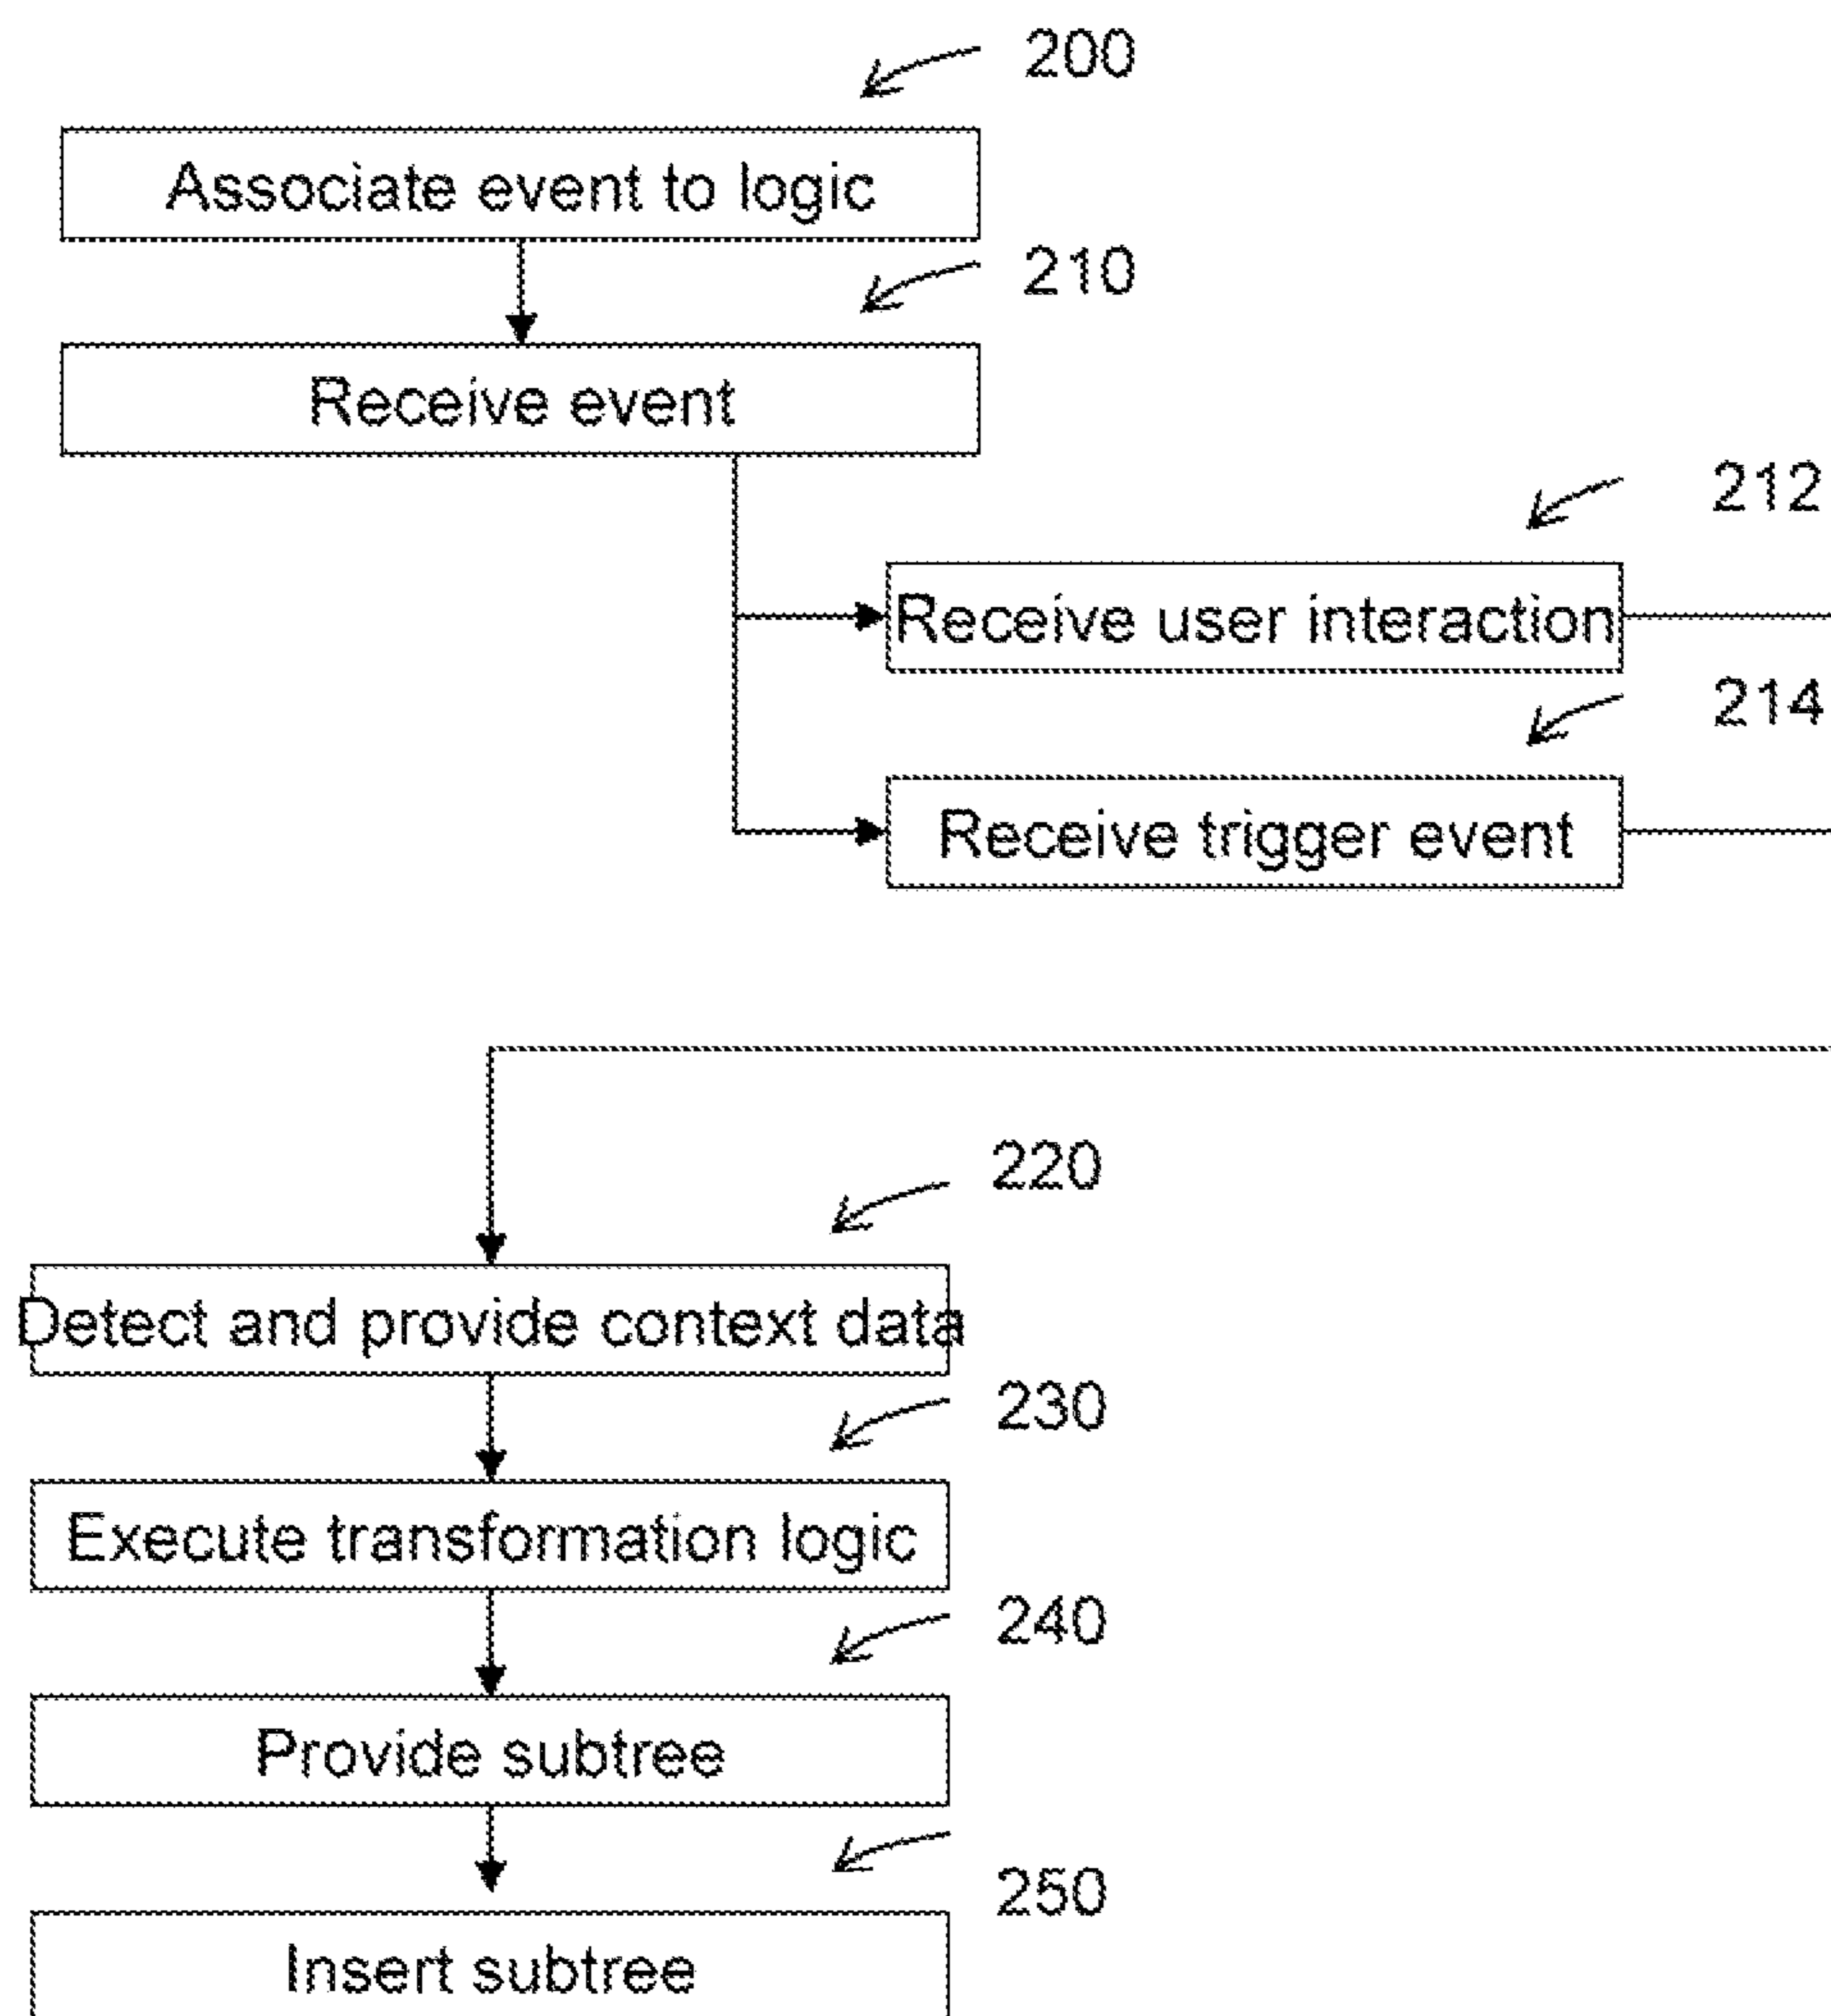 200
Associate event to logic
210
Receive event
212
Receive user interaction
214
Receive trigger event
220
Detect and provide context data
230
Execute transformation logic
240
Provide subtree
250
Insert subtree